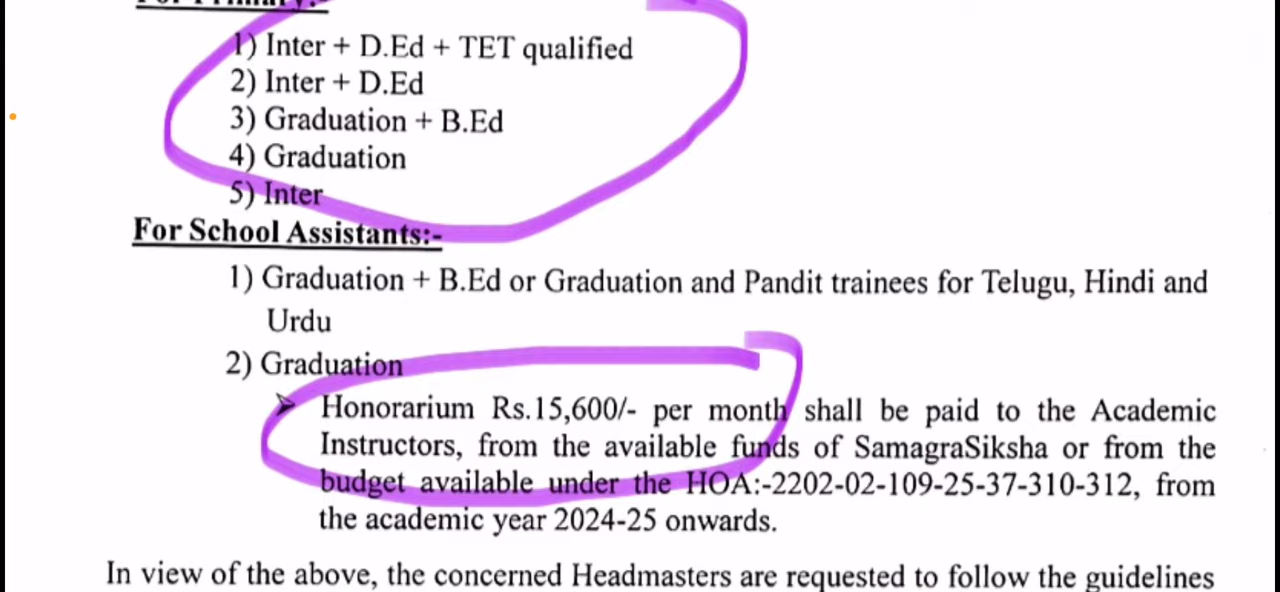 For Primary:-
1) Inter + D.Ed + TET qualified
2) Inter + D.Ed
3) Graduation + B.Ed
4) Graduation
5) Inter
For School Assistants:-
1) Graduation + B.Ed or Graduation and Pandit trainees for Telugu, Hindi and
Urdu
2) Graduation
➢ Honorarium Rs.15,600/- per month shall be paid to the Academic
Instructors, from the available funds of SamagraSiksha or from the
budget available under the HOA:-2202-02-109-25-37-310-312, from
the academic year 2024-25 onwards.
In view of the above, the concerned Headmasters are requested to follow the guidelines